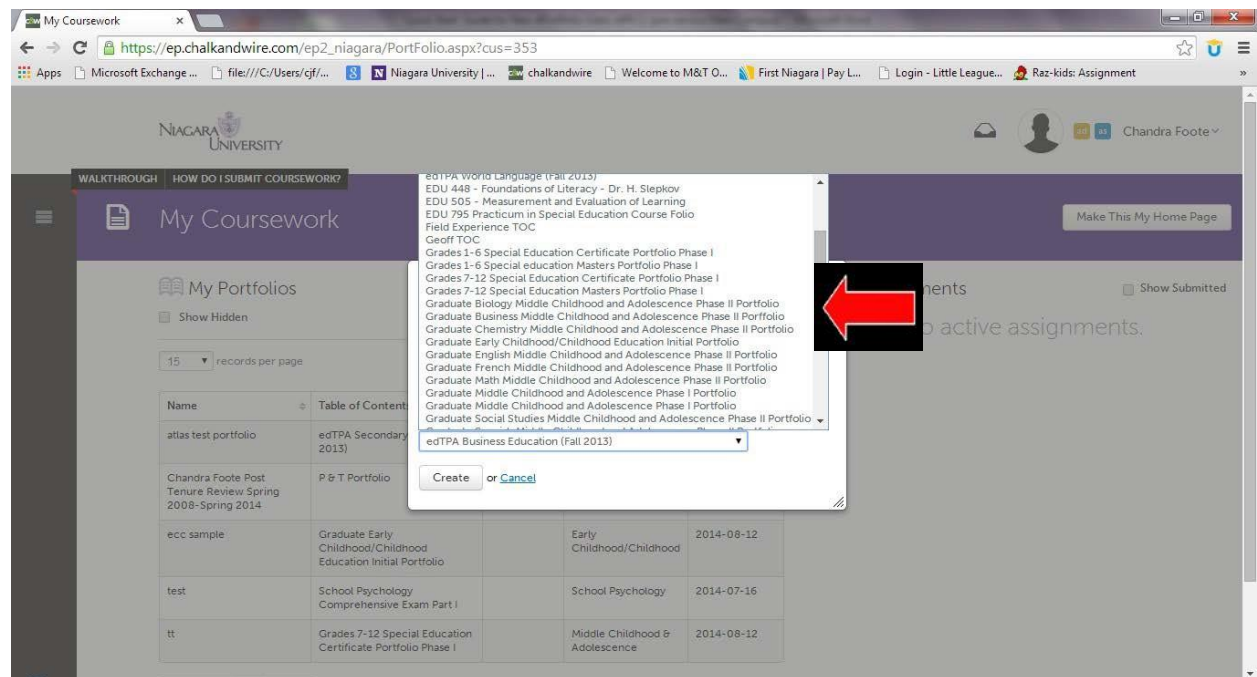 My Coursework
https://ep.chalkandwire.com/ep2_niagara/PortFolio.aspx?cus=353
Apps Microsoft Exchange ... file:///C:/Users/cjf/... Niagara University | ... chalkandwire Welcome to M&T O... First Niagara | Pay L... Login - Little League... Raz-kids: Assignment »
NIAGARA
UNIVERSITY
Chandra Foote
WALKTHROUGH HOW DO I SUBMIT COURSEWORK?
My Coursework
Make This My Home Page
edTPA World Language (Fall 2013)
EDU 448 - Foundations of Literacy - Dr. H. Slepkov
EDU 505 - Measurement and Evaluation of Learning
EDU 795 Practicum in Special Education Course Folio
Field Experience TOC
Geoff TOC
Grades 1-6 Special Education Certificate Portfolio Phase I
Grades 1-6 Special education Masters Portfolio Phase I
Grades 7-12 Special Education Certificate Portfolio Phase I
Grades 7-12 Special Education Masters Portfolio Phase I
Graduate Biology Middle Childhood and Adolescence Phase II Portfolio
Graduate Business Middle Childhood and Adolescence Phase II Porffolio
Graduate Chemistry Middle Childhood and Adolescence Phase II Portfolio
Graduate Early Childhood/Childhood Education Initial Portfolio
Graduate English Middle Childhood and Adolescence Phase II Portfolio
Graduate French Middle Childhood and Adolescence Phase II Portfolio
Graduate Math Middle Childhood and Adolescence Phase II Portfolio
Graduate Middle Childhood and Adolescence Phase I Portfolio
Graduate Middle Childhood and Adolescence Phase I Portfolio
Graduate Social Studies Middle Childhood and Adolescence Phase II Portfolio
edTPA Business Education (Fall 2013)
Create or Cancel
My Portfolios
Show Hidden
15 records per page
Show Submitted
active assignments.
Name Table of Content
atlas test portfolio edTPA Secondary
2013)
Chandra Foote Post P & T Portfolio
Tenure Review Spring
2008-Spring 2014
ecc sample Graduate Early Early 2014-08-12
Childhood/Childhood Childhood/Childhood
Education Initial Portfolio
test School Psychology School Psychology 2014-07-16
Comprehensive Exam Part I
tt Grades 7-12 Special Education Middle Childhood & 2014-08-12
Certificate Portfolio Phase I Adolescence